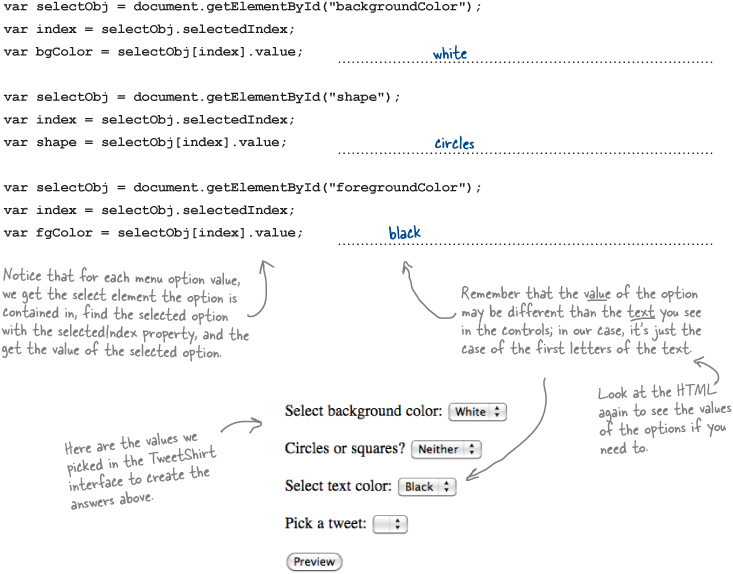 var selectObj = document.getElementById("backgroundColor");
var index = selectObj.selectedIndex;
var bgColor = selectObj[index].value;
white
var selectObj = document.getElementById("shape");
var index = selectObj.selectedIndex;
var shape = selectObj[index].value;
circles
var selectObj = document.getElementById("foregroundColor");
var index = selectObj.selectedIndex;
var fgColor = selectObj[index].value;
black
Notice that for each menu option value,
we get the select element the option is
contained in, find the selected option
with the selectedIndex property, and the
get the value of the selected option.
Remember that the value of the option
may be different than the text you see
in the controls; in our case, it's just the
case of the first letters of the text.
Look at the HTML
again to see the values
of the options if you
need to.
Here are the values we
picked in the TweetShirt
interface to create the
answers above.
Select background color: White
Circles or squares? Neither
Select text color: Black
Pick a tweet:
Preview